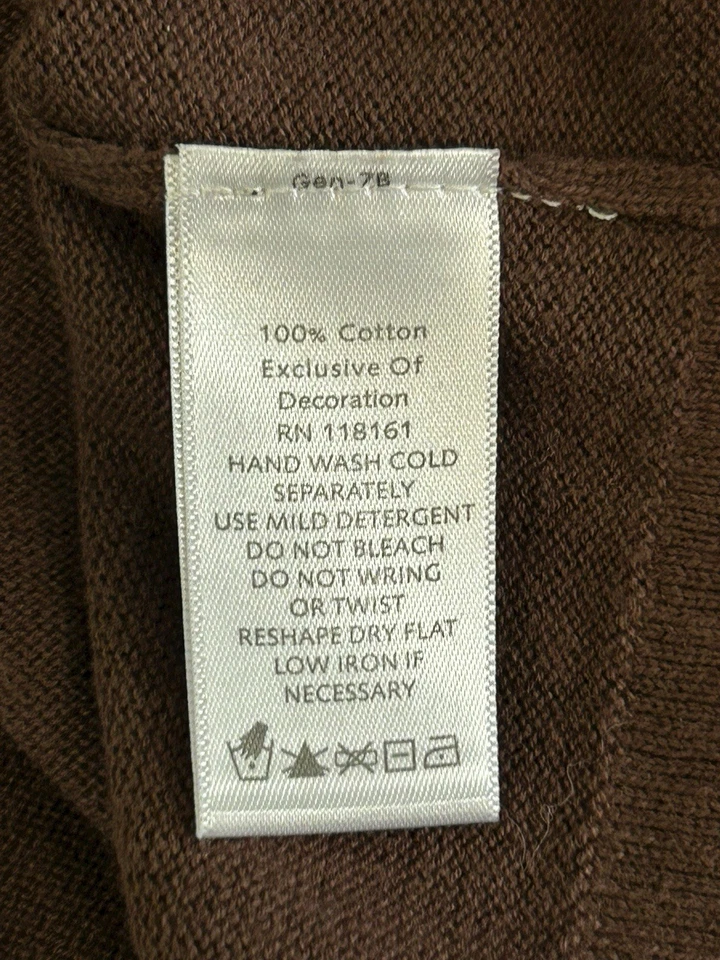 Gen-7B
100% Cotton
Exclusive Of
Decoration
RN 118161
HAND WASH COLD
SEPARATELY
USE MILD DETERGENT
DO NOT BLEACH
DO NOT WRING
OR TWIST
RESHAPE DRY FLAT
LOW IRON IF
NECESSARY